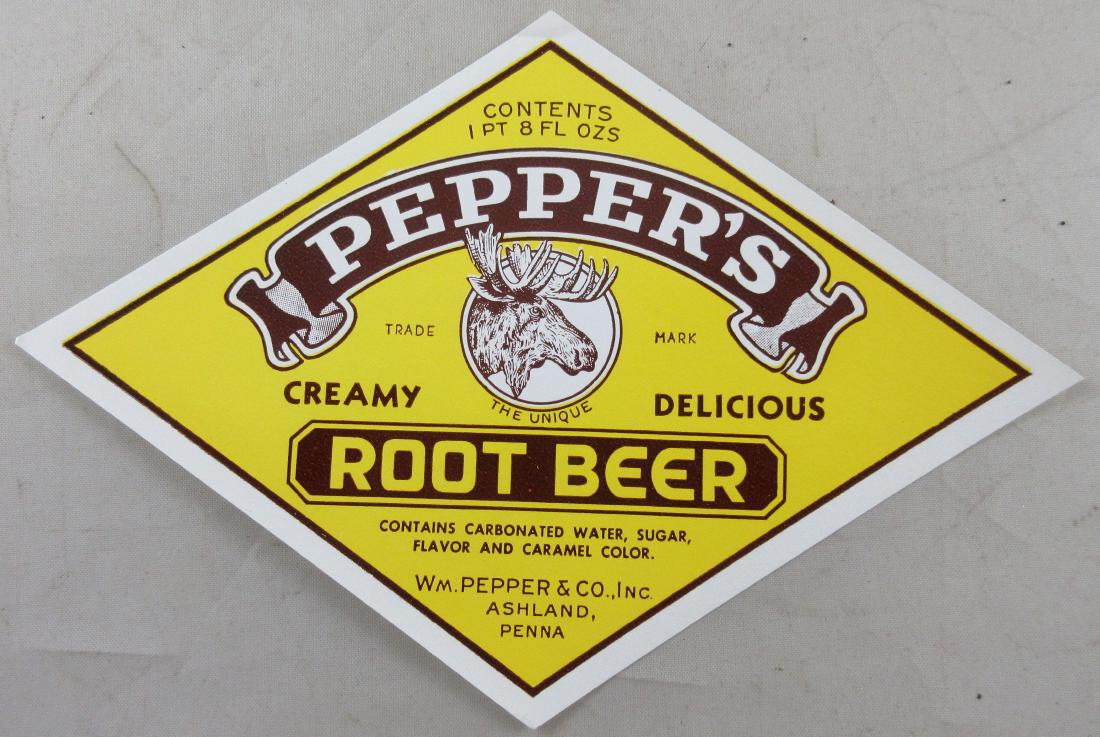 CONTENTS
1 PT 8 FL OZS
PEPPER'S
TRADE MARK
CREAMY DELICIOUS
THE UNIQUE
ROOT BEER
CONTAINS CARBONATED WATER, SUGAR,
FLAVOR AND CARAMEL COLOR.
WM. PEPPER & CO., INC.
ASHLAND,
PENNA